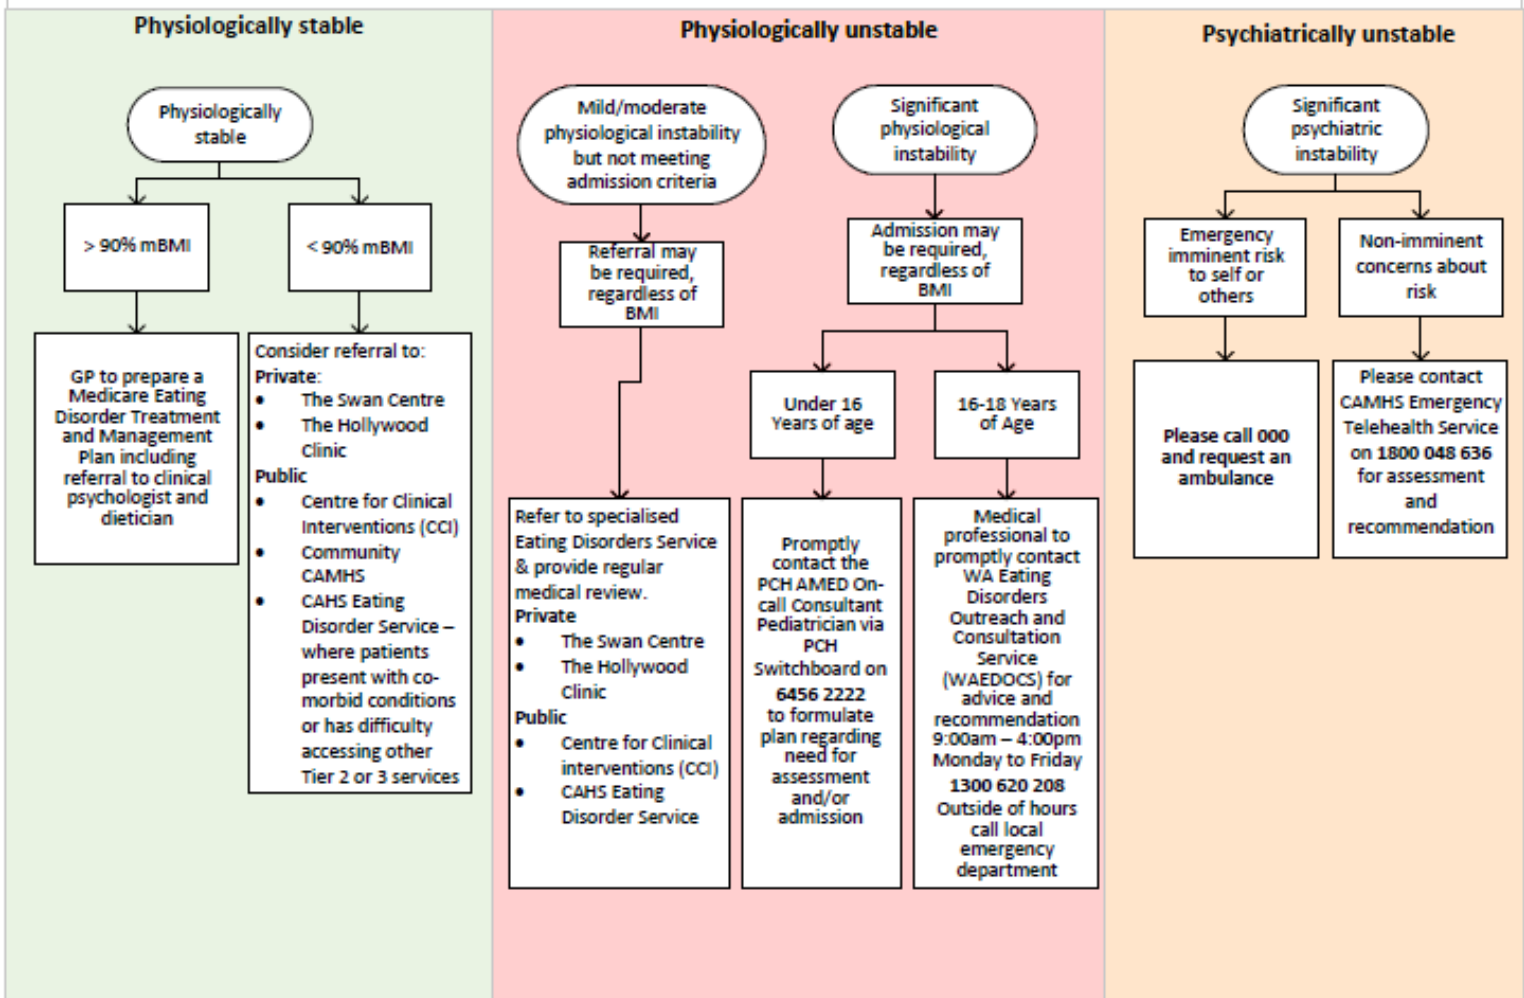 Physiologically stable
Physiologically
stable
> 90% mBMI
< 90% mBMI
GP to prepare a
Medicare Eating
Disorder Treatment
and Management
Plan including
referral to clinical
psychologist and
dietician
Consider referral to:
Private:
• The Swan Centre
• The Hollywood
Clinic
Public
• Centre for Clinical
Interventions (CCI)
• Community
CAMHS
• CAHS Eating
Disorder Service –
where patients
present with co-
morbid conditions
or has difficulty
accessing other
Tier 2 or 3 services
Physiologically unstable
Mild/moderate
physiological instability
but not meeting
admission criteria
Referral may
be required,
regardless of
BMI
Refer to specialised
Eating Disorders Service
& provide regular
medical review.
Private
• The Swan Centre
• The Hollywood
Clinic
Public
• Centre for Clinical
interventions (CCI)
• CAHS Eating
Disorder Service
Significant
physiological
instability
Admission may
be required,
regardless of
BMI
Under 16
Years of age
16-18 Years
of Age
Promptly
contact the
PCH AMED On-
call Consultant
Pediatrician via
PCH
Switchboard on
6456 2222
to formulate
plan regarding
need for
assessment
and/or
admission
Medical
professional to
promptly contact
WA Eating
Disorders
Outreach and
Consultation
Service
(WAEDOCS) for
advice and
recommendation
9:00am – 4:00pm
Monday to Friday
1300 620 208
Outside of hours
call local
emergency
department
Psychiatrically unstable
Significant
psychiatric
instability
Emergency
imminent risk
to self or
others
Non-imminent
concerns about
risk
Please call 000
and request an
ambulance
Please contact
CAMHS Emergency
Telehealth Service
on 1800 048 636
for assessment
and
recommendation